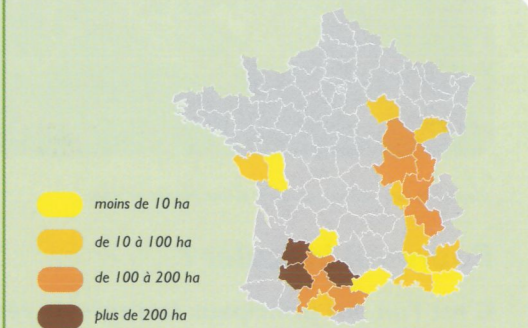 moins de 10 ha
de 10 à 100 ha
de 100 à 200 ha
plus de 200 ha